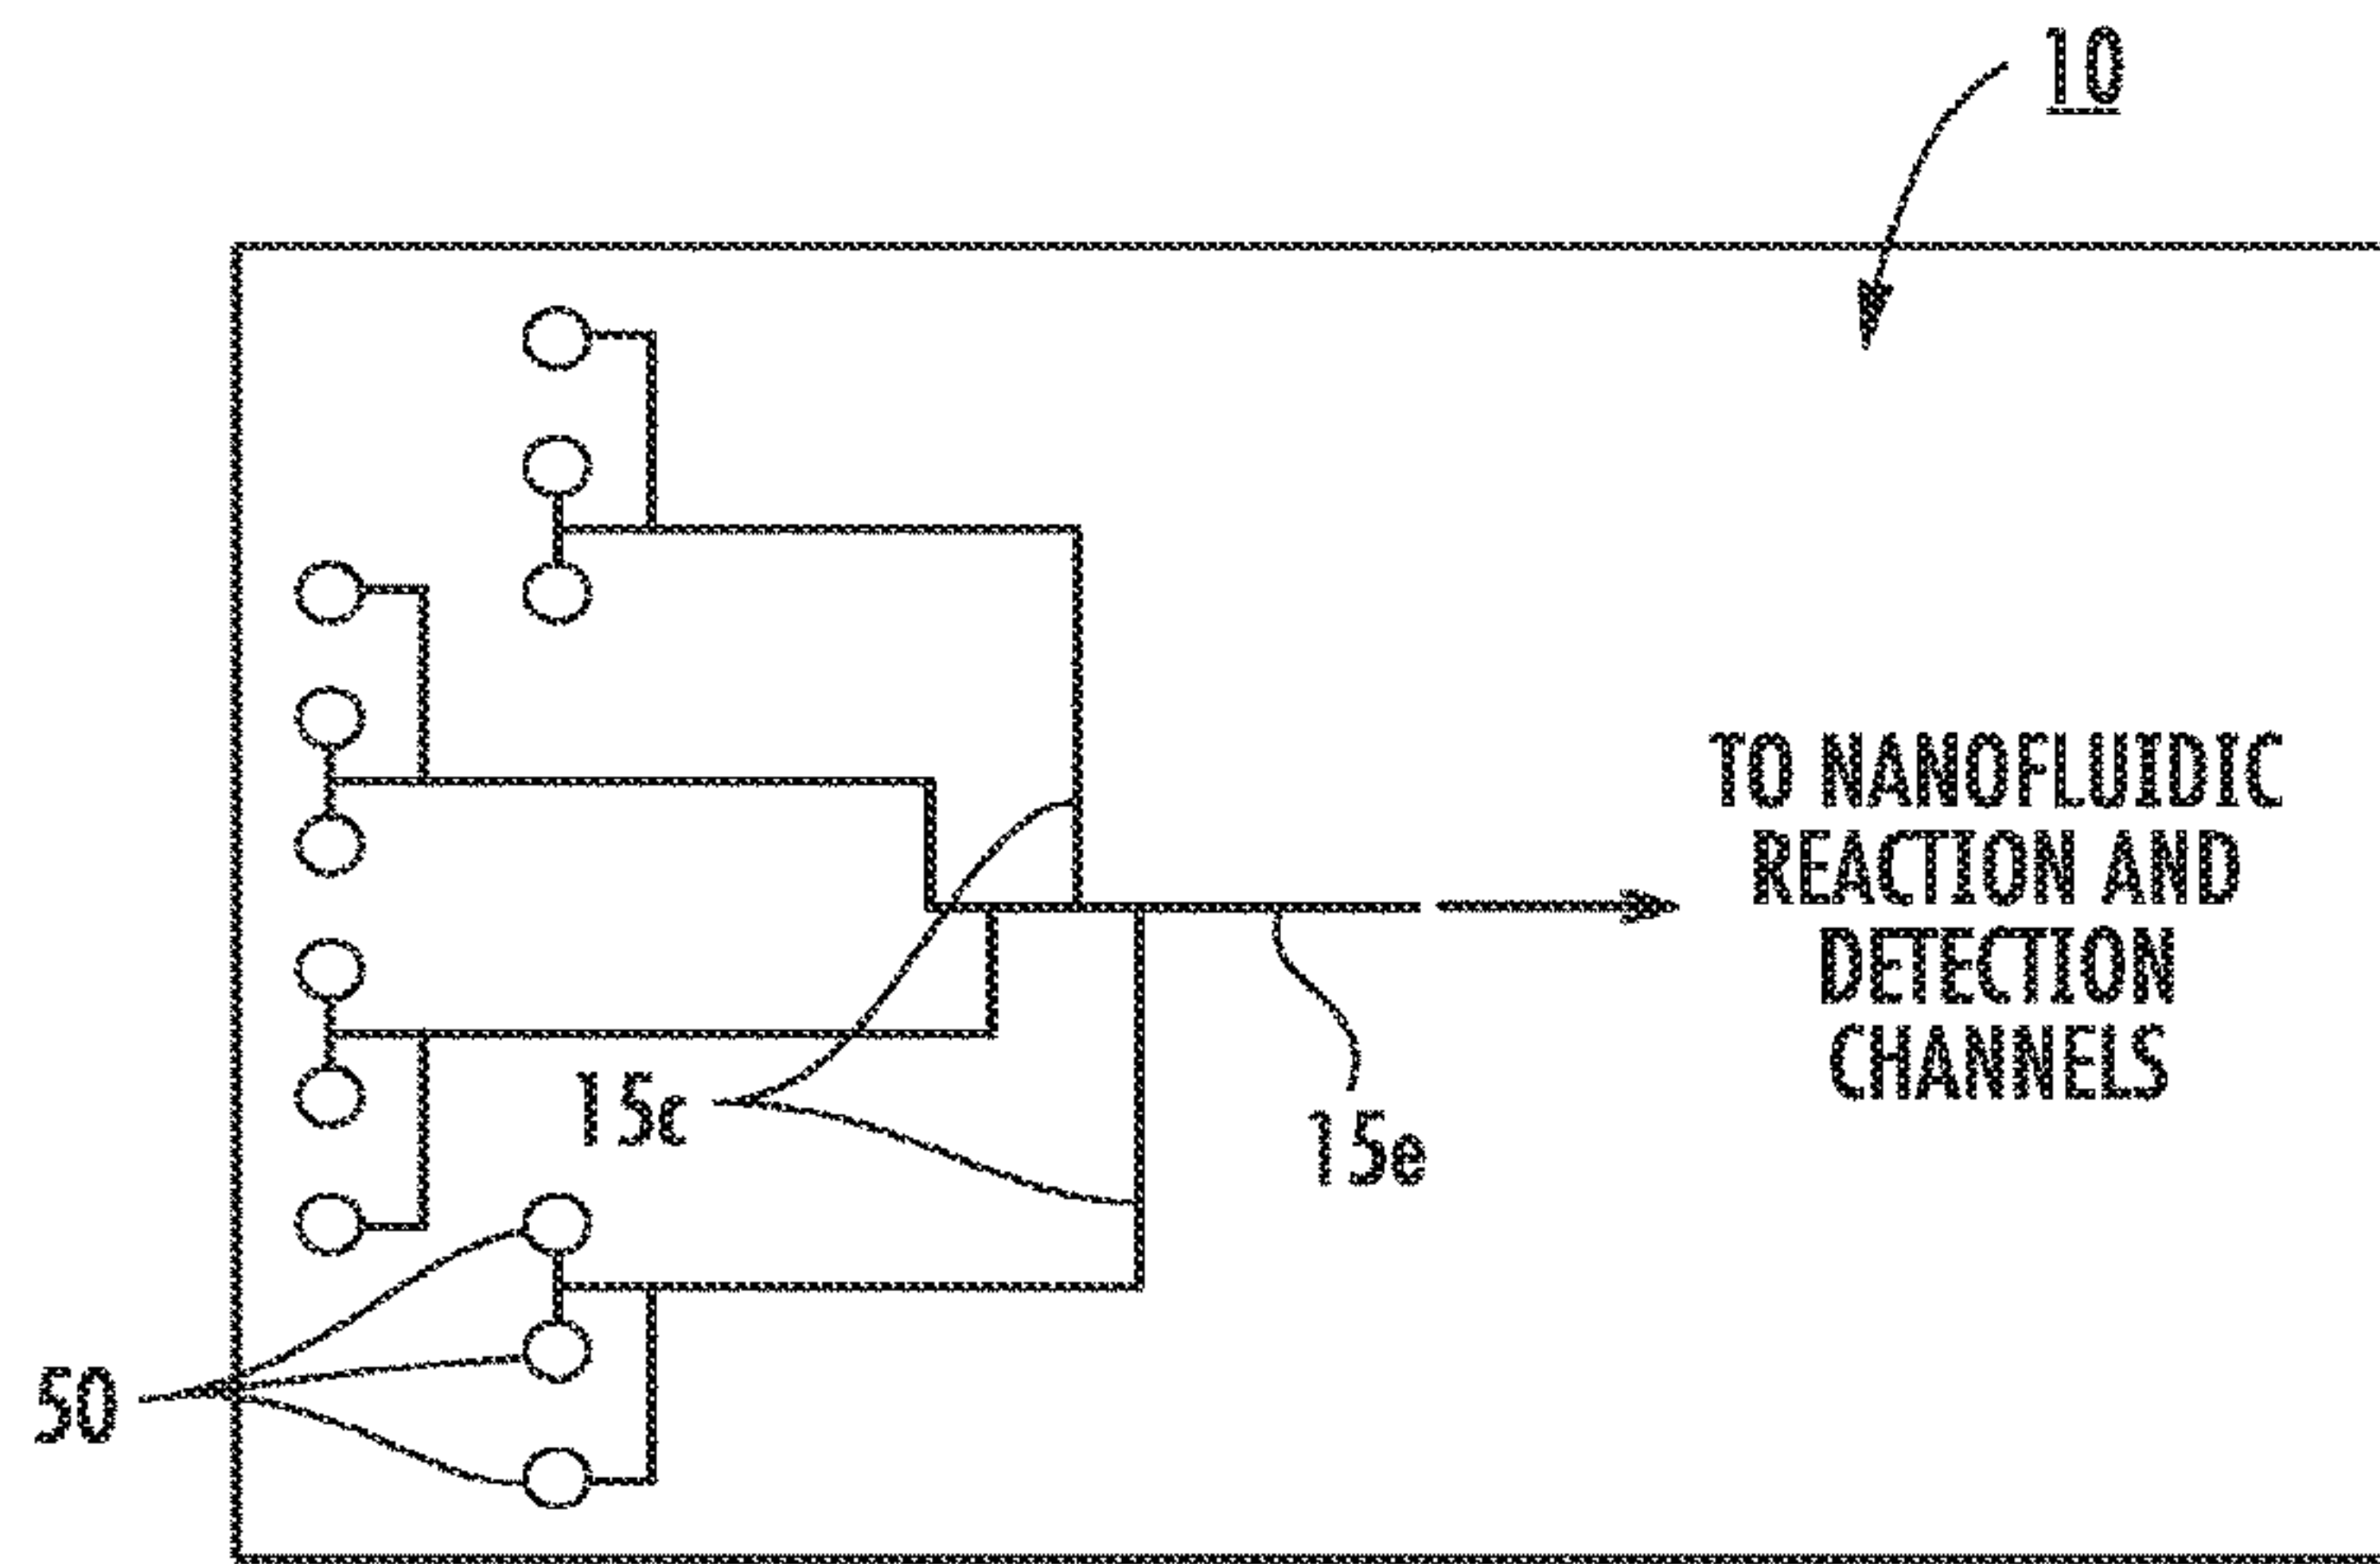 10
TO NANOFLUIDIC
REACTION AND
DETECTION
CHANNELS
15c
15e
50